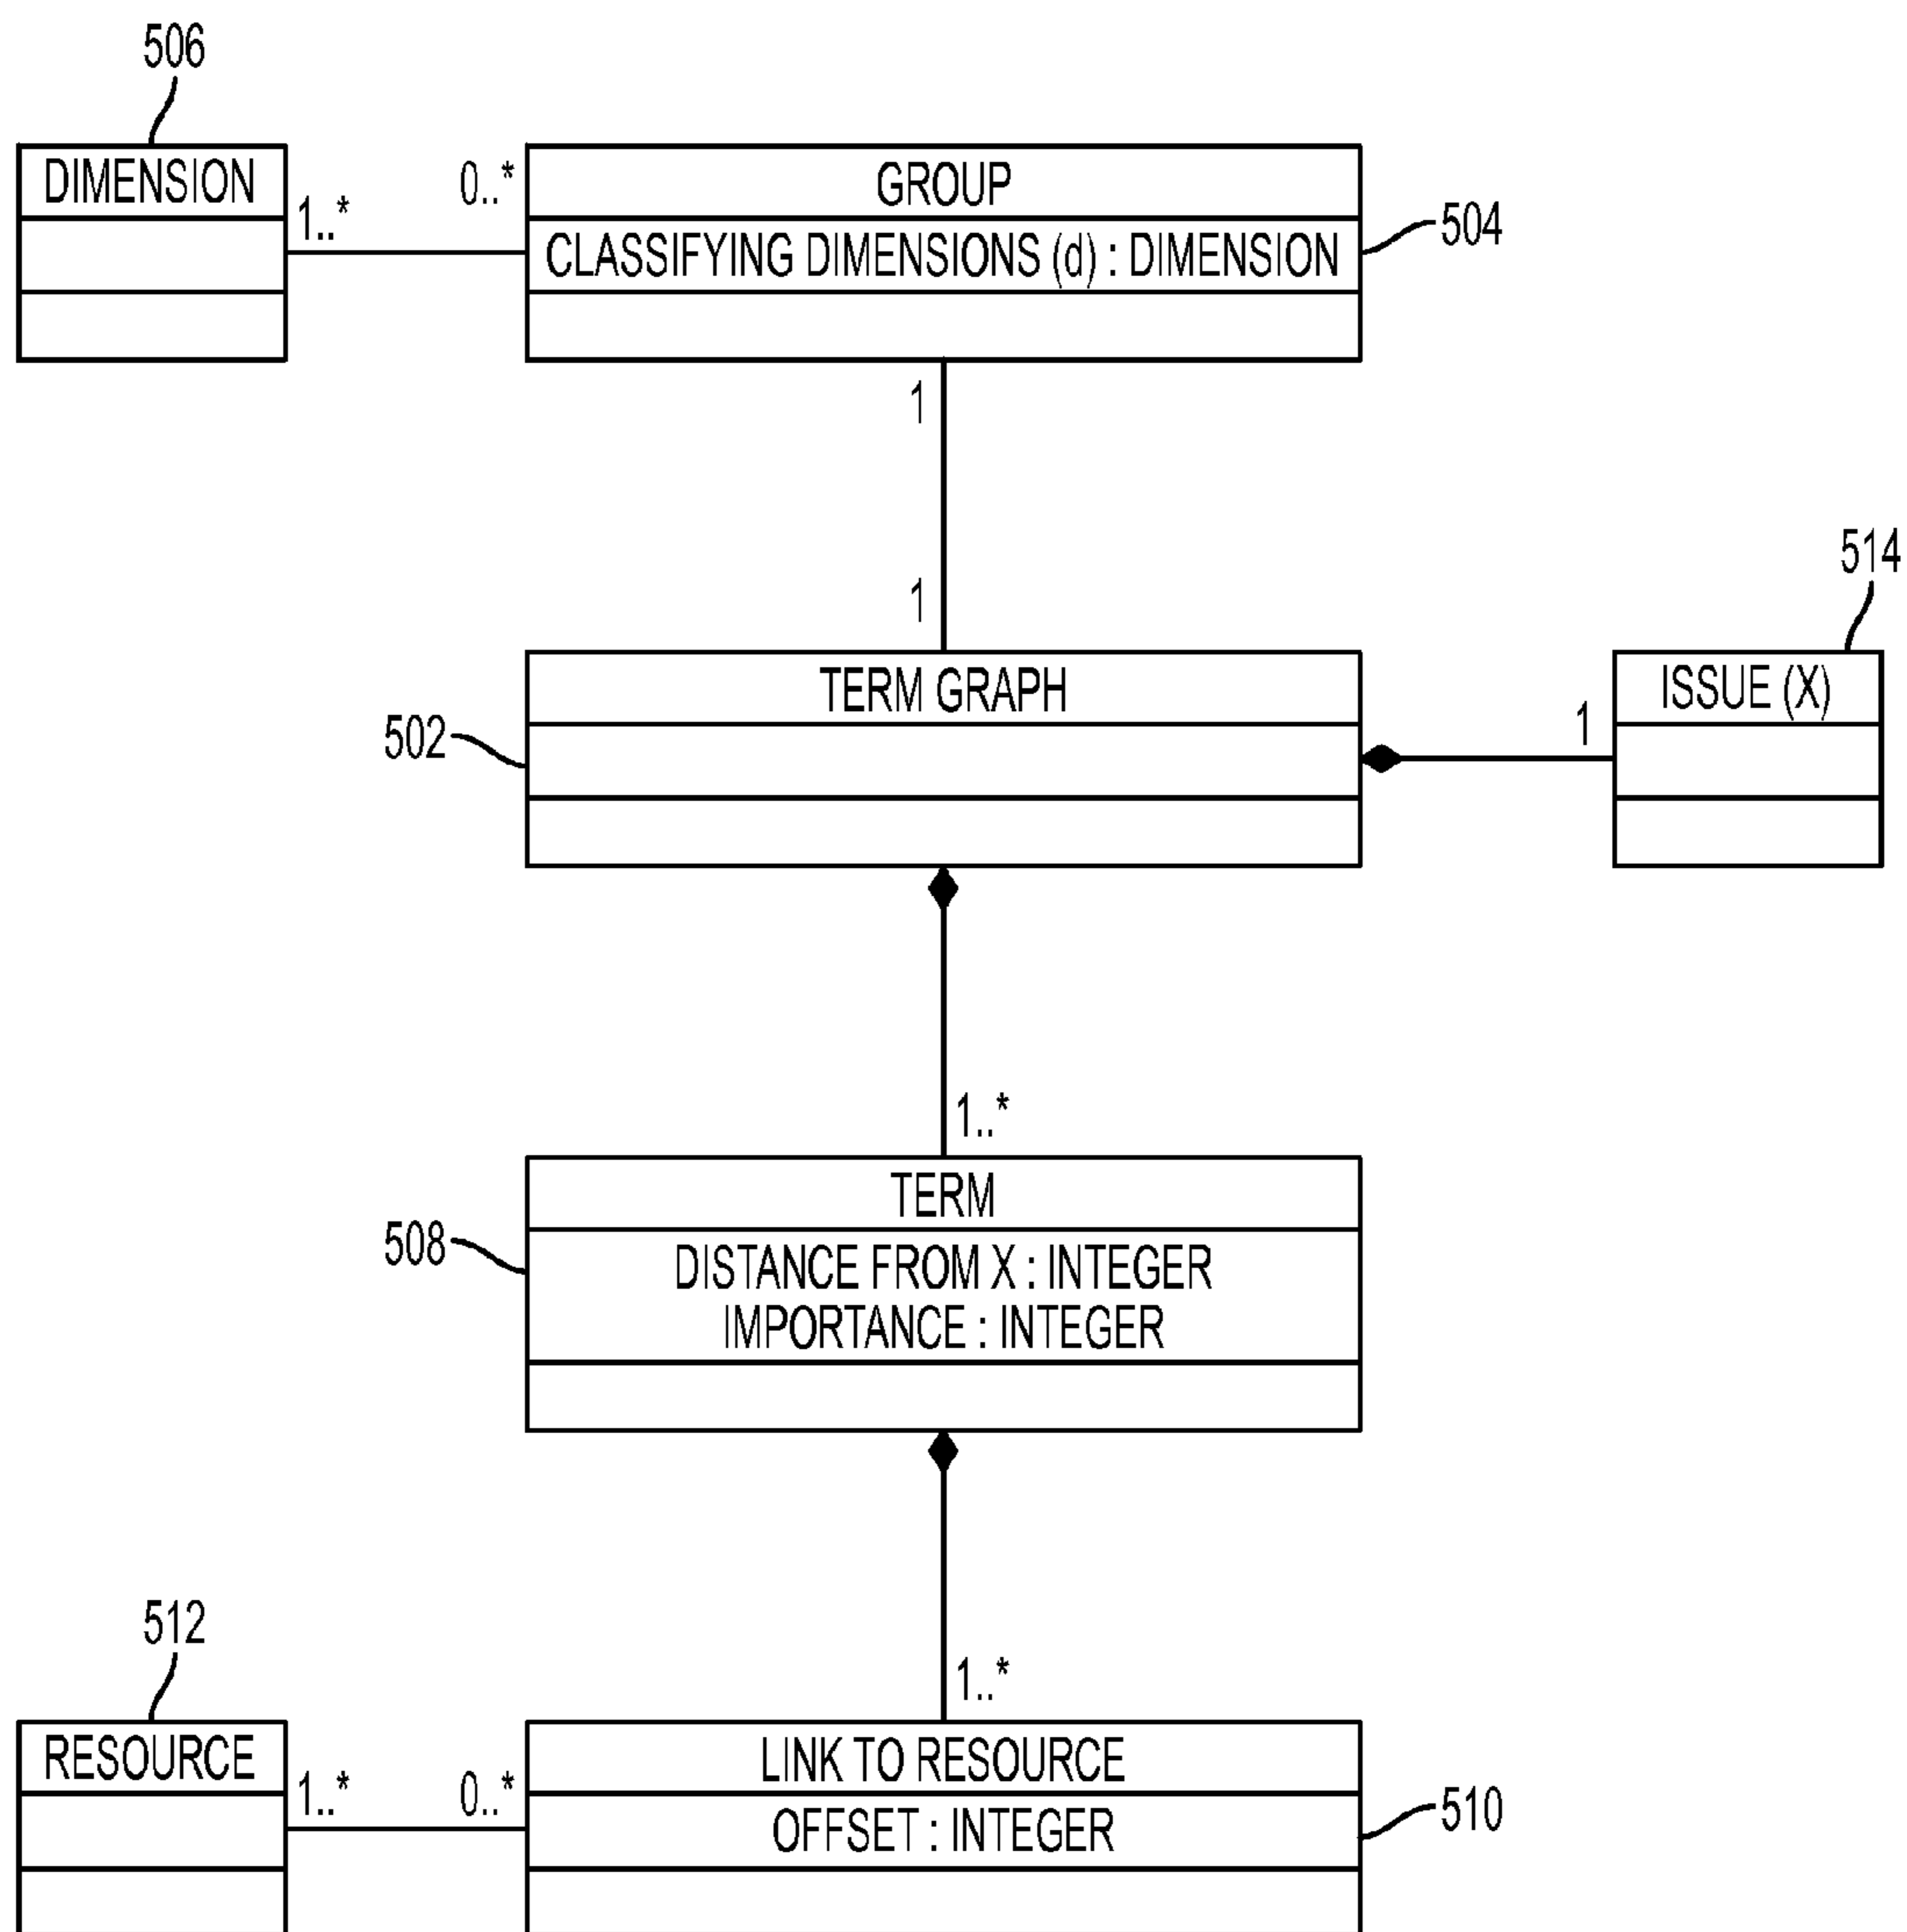 506
DIMENSION
1..*
0..*
GROUP
CLASSIFYING DIMENSIONS (d) : DIMENSION
504
1
1
514
TERM GRAPH
502
1
ISSUE (X)
1..*
TERM
508
DISTANCE FROM X : INTEGER
IMPORTANCE : INTEGER
512
1..*
RESOURCE
1..*
0..*
LINK TO RESOURCE
OFFSET : INTEGER
510